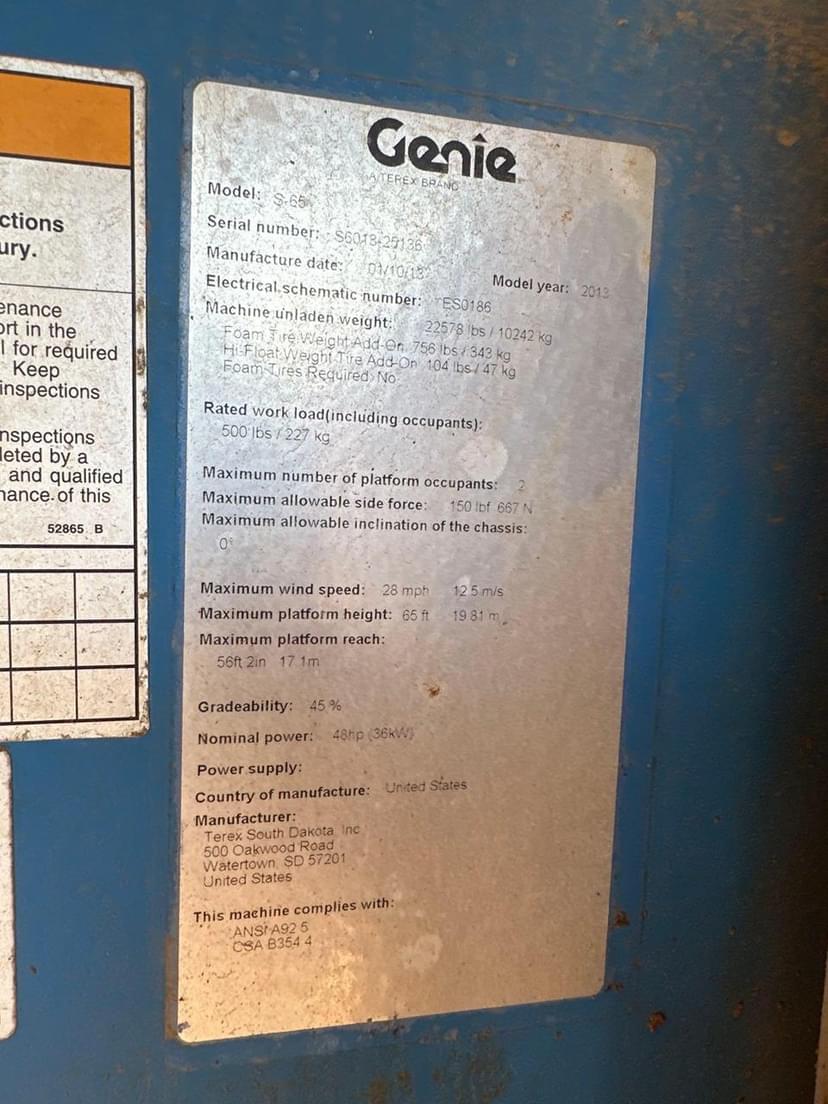 ctions
ury.
enance
ort in the
l for required
Keep
inspections
nspections
leted by a
and qualified
nance of this
52865 B
Genie
A TEREX BRAND
Model: S-65
Serial number: S6013-25136
Manufacture date: 01/10/13
Model year: 2013
Electrical schematic number: ES0186
Machine unladen weight: 22578 lbs / 10242 kg
Foam Tire Weight Add-On 756 lbs / 343 kg
Hi-Float Weight Tire Add-On 104 lbs / 47 kg
Foam Tires Required: No
Rated work load(including occupants):
500 lbs / 227 kg
Maximum number of platform occupants: 2
Maximum allowable side force: 150 lbf 667 N
Maximum allowable inclination of the chassis:
0°
Maximum wind speed: 28 mph 12.5 m/s
Maximum platform height: 65 ft 19.81 m
Maximum platform reach:
56ft 2in 17.1m
Gradeability: 45 %
Nominal power: 48hp (36kW)
Power supply:
Country of manufacture: United States
Manufacturer:
Terex South Dakota, Inc
500 Oakwood Road
Watertown, SD 57201
United States
This machine complies with:
ANSI A92.5
CSA B354.4